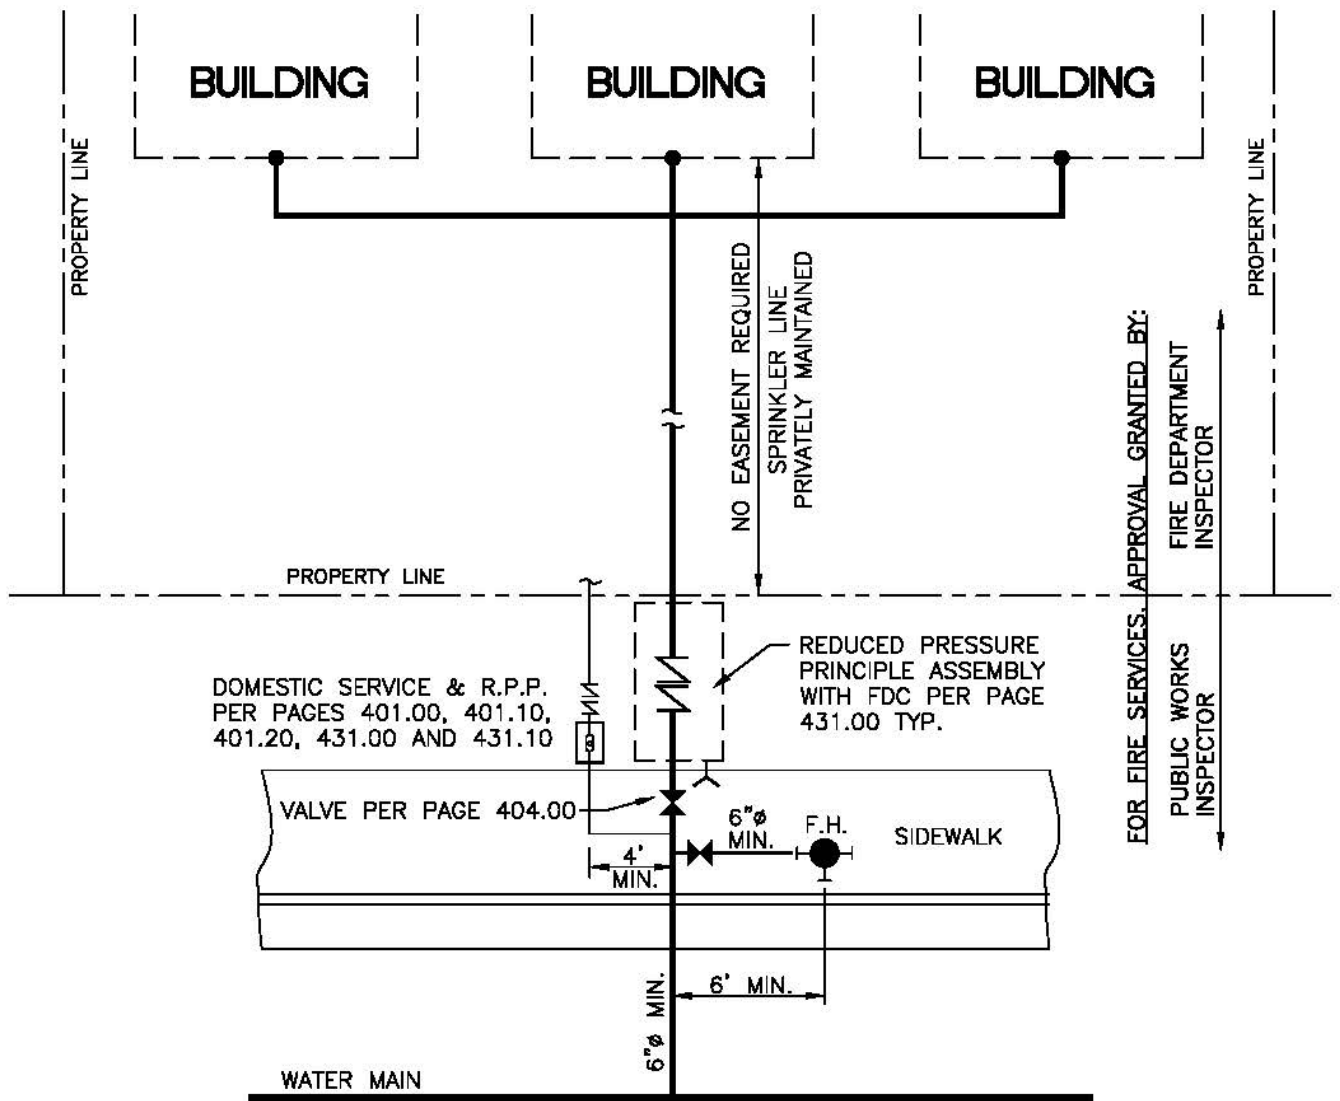 BUILDING
BUILDING
BUILDING
PROPERTY LINE
PROPERTY LINE
NO EASEMENT REQUIRED
SPRINKLER LINE
PRIVATELY MAINTAINED
FOR FIRE SERVICES, APPROVAL GRANTED BY:
FIRE DEPARTMENT
INSPECTOR
PUBLIC WORKS
INSPECTOR
PROPERTY LINE
REDUCED PRESSURE
PRINCIPLE ASSEMBLY
WITH FDC PER PAGE
431.00 TYP.
DOMESTIC SERVICE & R.P.P.
PER PAGES 401.00, 401.10,
401.20, 431.00 AND 431.10
VALVE PER PAGE 404.00
6"ø
MIN.
F.H.
SIDEWALK
4'
MIN.
6' MIN.
6"ø MIN.
WATER MAIN